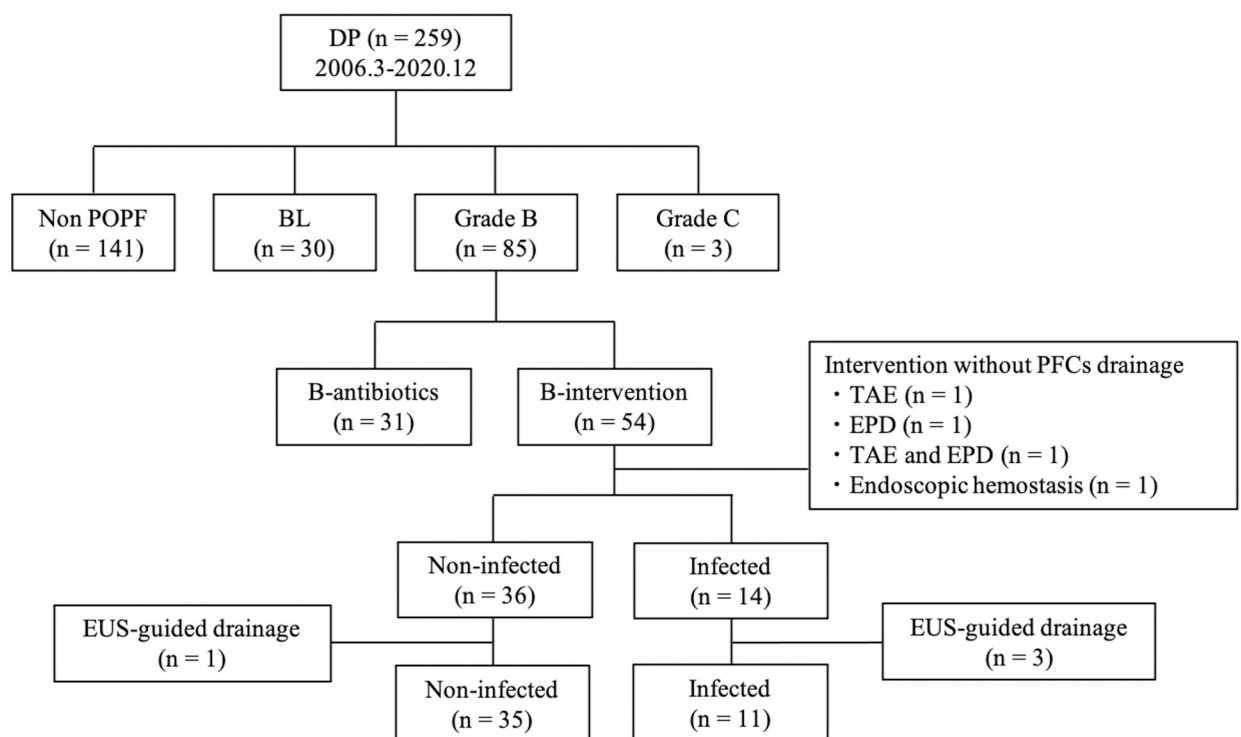 DP (n = 259)
2006.3-2020.12
Non POPF
(n = 141)
BL
(n = 30)
Grade B
(n = 85)
Grade C
(n = 3)
B-antibiotics
(n = 31)
B-intervention
(n = 54)
Intervention without PFCs drainage
・TAE (n = 1)
・EPD (n = 1)
・TAE and EPD (n = 1)
・Endoscopic hemostasis (n = 1)
Non-infected
(n = 36)
Infected
(n = 14)
EUS-guided drainage
(n = 1)
EUS-guided drainage
(n = 3)
Non-infected
(n = 35)
Infected
(n = 11)